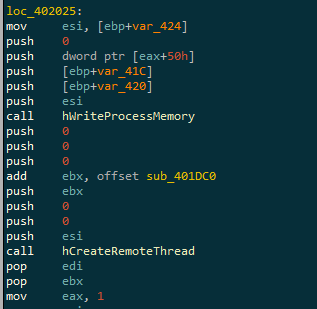 loc_402025:
mov esi, [ebp+var_424]
push 0
push dword ptr [eax+50h]
push [ebp+var_41C]
push [ebp+var_420]
push esi
call hWriteProcessMemory
push 0
push 0
push 0
add ebx, offset sub_401DC0
push ebx
push 0
push 0
push esi
call hCreateRemoteThread
pop edi
pop ebx
mov eax, 1